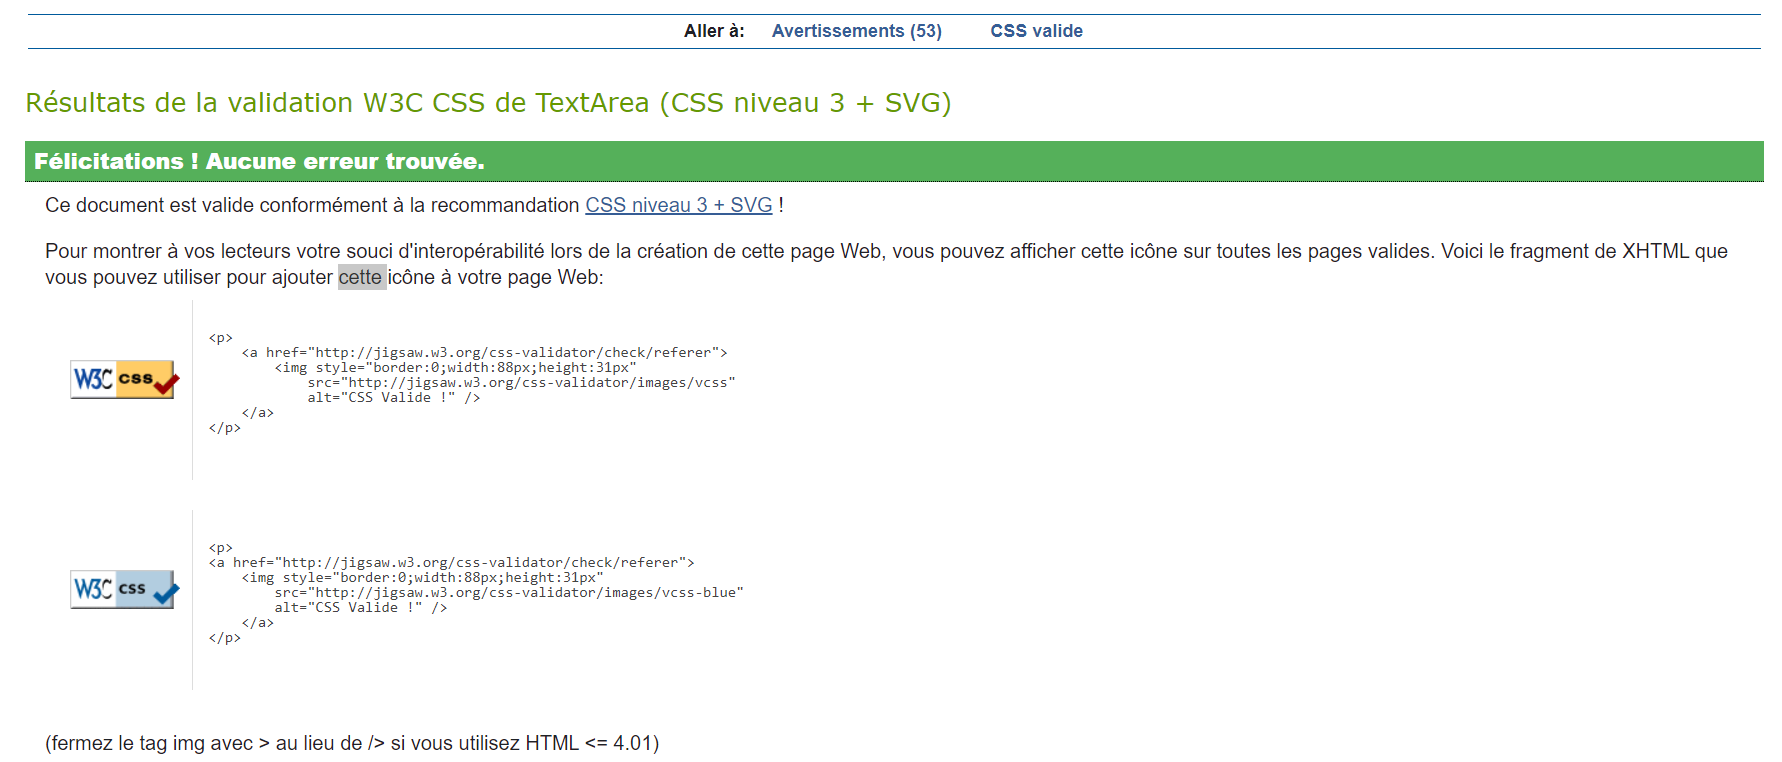 Aller à: Avertissements (53) CSS valide
Résultats de la validation W3C CSS de TextArea (CSS niveau 3 + SVG)
Félicitations ! Aucune erreur trouvée.
Ce document est valide conformément à la recommandation CSS niveau 3 + SVG !
Pour montrer à vos lecteurs votre souci d'interopérabilité lors de la création de cette page Web, vous pouvez afficher cette icône sur toutes les pages valides. Voici le fragment de XHTML que
vous pouvez utiliser pour ajouter cette icône à votre page Web:
W3C css
<p>
<a href="http://jigsaw.w3.org/css-validator/check/referer">
<img style="border:0;width:88px;height:31px"
src="http://jigsaw.w3.org/css-validator/images/vcss"
alt="CSS Valide !" />
</a>
</p>
W3C css
<p>
<a href="http://jigsaw.w3.org/css-validator/check/referer">
<img style="border:0;width:88px;height:31px"
src="http://jigsaw.w3.org/css-validator/images/vcss-blue"
alt="CSS Valide !" />
</a>
</p>
(fermez le tag img avec > au lieu de /> si vous utilisez HTML <= 4.01)